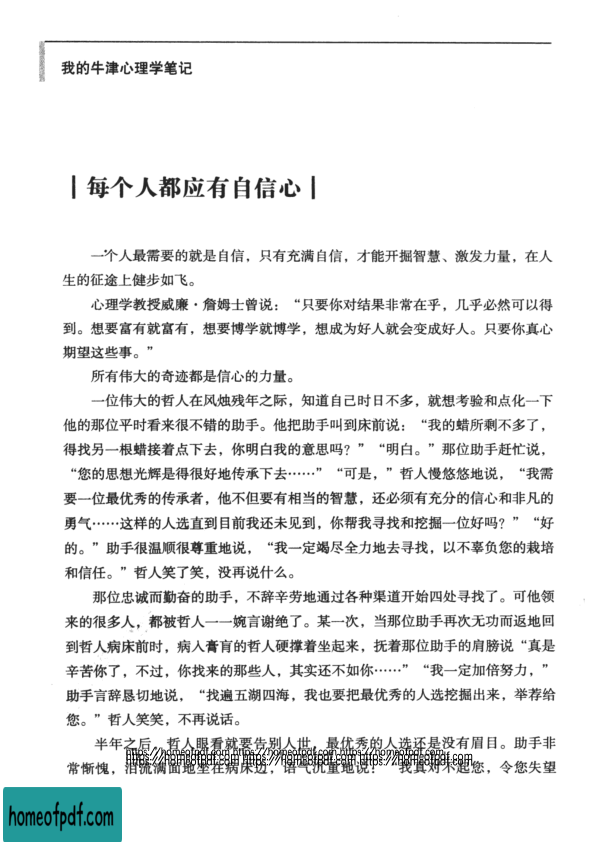 我的牛津心理学笔记
每个人都应有自信心
一个人最需要的就是自信，只有充满自信，才能开掘智慧、激发力量，在人
生的征途上健步如飞。
心理学教授威廉·詹姆士曾说：“只要你对结果非常在乎，几乎必然可以得
到。想要富有就富有，想要博学就博学，想成为好人就会变成好人。只要你真心
期望这些事。”
所有伟大的奇迹都是信心的力量。
一位伟大的哲人在风烛残年之际，知道自己时日不多，就想考验和点化一下
他的那位平时看来很不错的助手。他把助手叫到床前说：“我的蜡所剩不多了，
得找另一根蜡接着点下去，你明白我的意思吗？”“明白。”那位助手赶忙说，
“您的思想光辉是得很好地传承下去……”“可是，”哲人慢悠悠地说，“我需
要一位最优秀的传承者，他不但要有相当的智慧，还必须有充分的信心和非凡的
勇气……这样的人选直到目前我还未见到，你帮我寻找和挖掘一位好吗？”“好
的。”助手很温顺很尊重地说，“我一定竭尽全力地去寻找，以不辜负您的栽培
和信任。”哲人笑了笑，没再说什么。
那位忠诚而勤奋的助手，不辞辛劳地通过各种渠道开始四处寻找了。可他领
来的很多人，都被哲人一一婉言谢绝了。某一次，当那位助手再次无功而返地回
到哲人病床前时，病入膏肓的哲人硬撑着坐起来，抚着那位助手的肩膀说“真是
辛苦你了，不过，你找来的那些人，其实还不如你……”“我一定加倍努力，”
助手言辞恳切地说，“找遍五湖四海，我也要把最优秀的人选挖掘出来，举荐给
您。”哲人笑笑，不再说话。
半年之后，哲人眼看就要告别人世，最优秀的人选还是没有眉目。助手非
https://homeofpdf.com https://homeofpdf.com https://homeofpdf.com
常惭愧，泪流满面地坐在病床边，语气沉重地说：“我真对不起您，令您失望
https://homeofpdf.com https://homeofpdf.com https://homeofpdf.com
homeofpdf.com